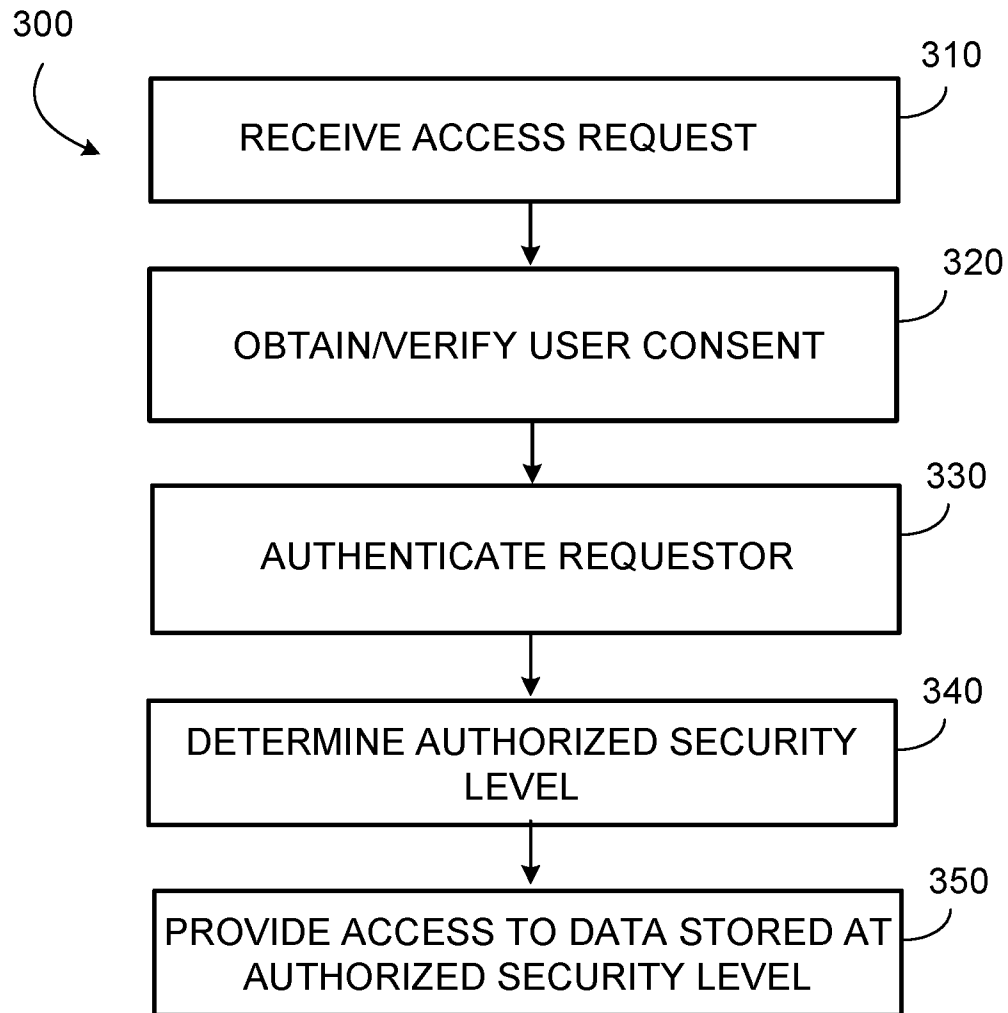 300
310
RECEIVE ACCESS REQUEST
320
OBTAIN/VERIFY USER CONSENT
330
AUTHENTICATE REQUESTOR
340
DETERMINE AUTHORIZED SECURITY
LEVEL
350
PROVIDE ACCESS TO DATA STORED AT
AUTHORIZED SECURITY LEVEL